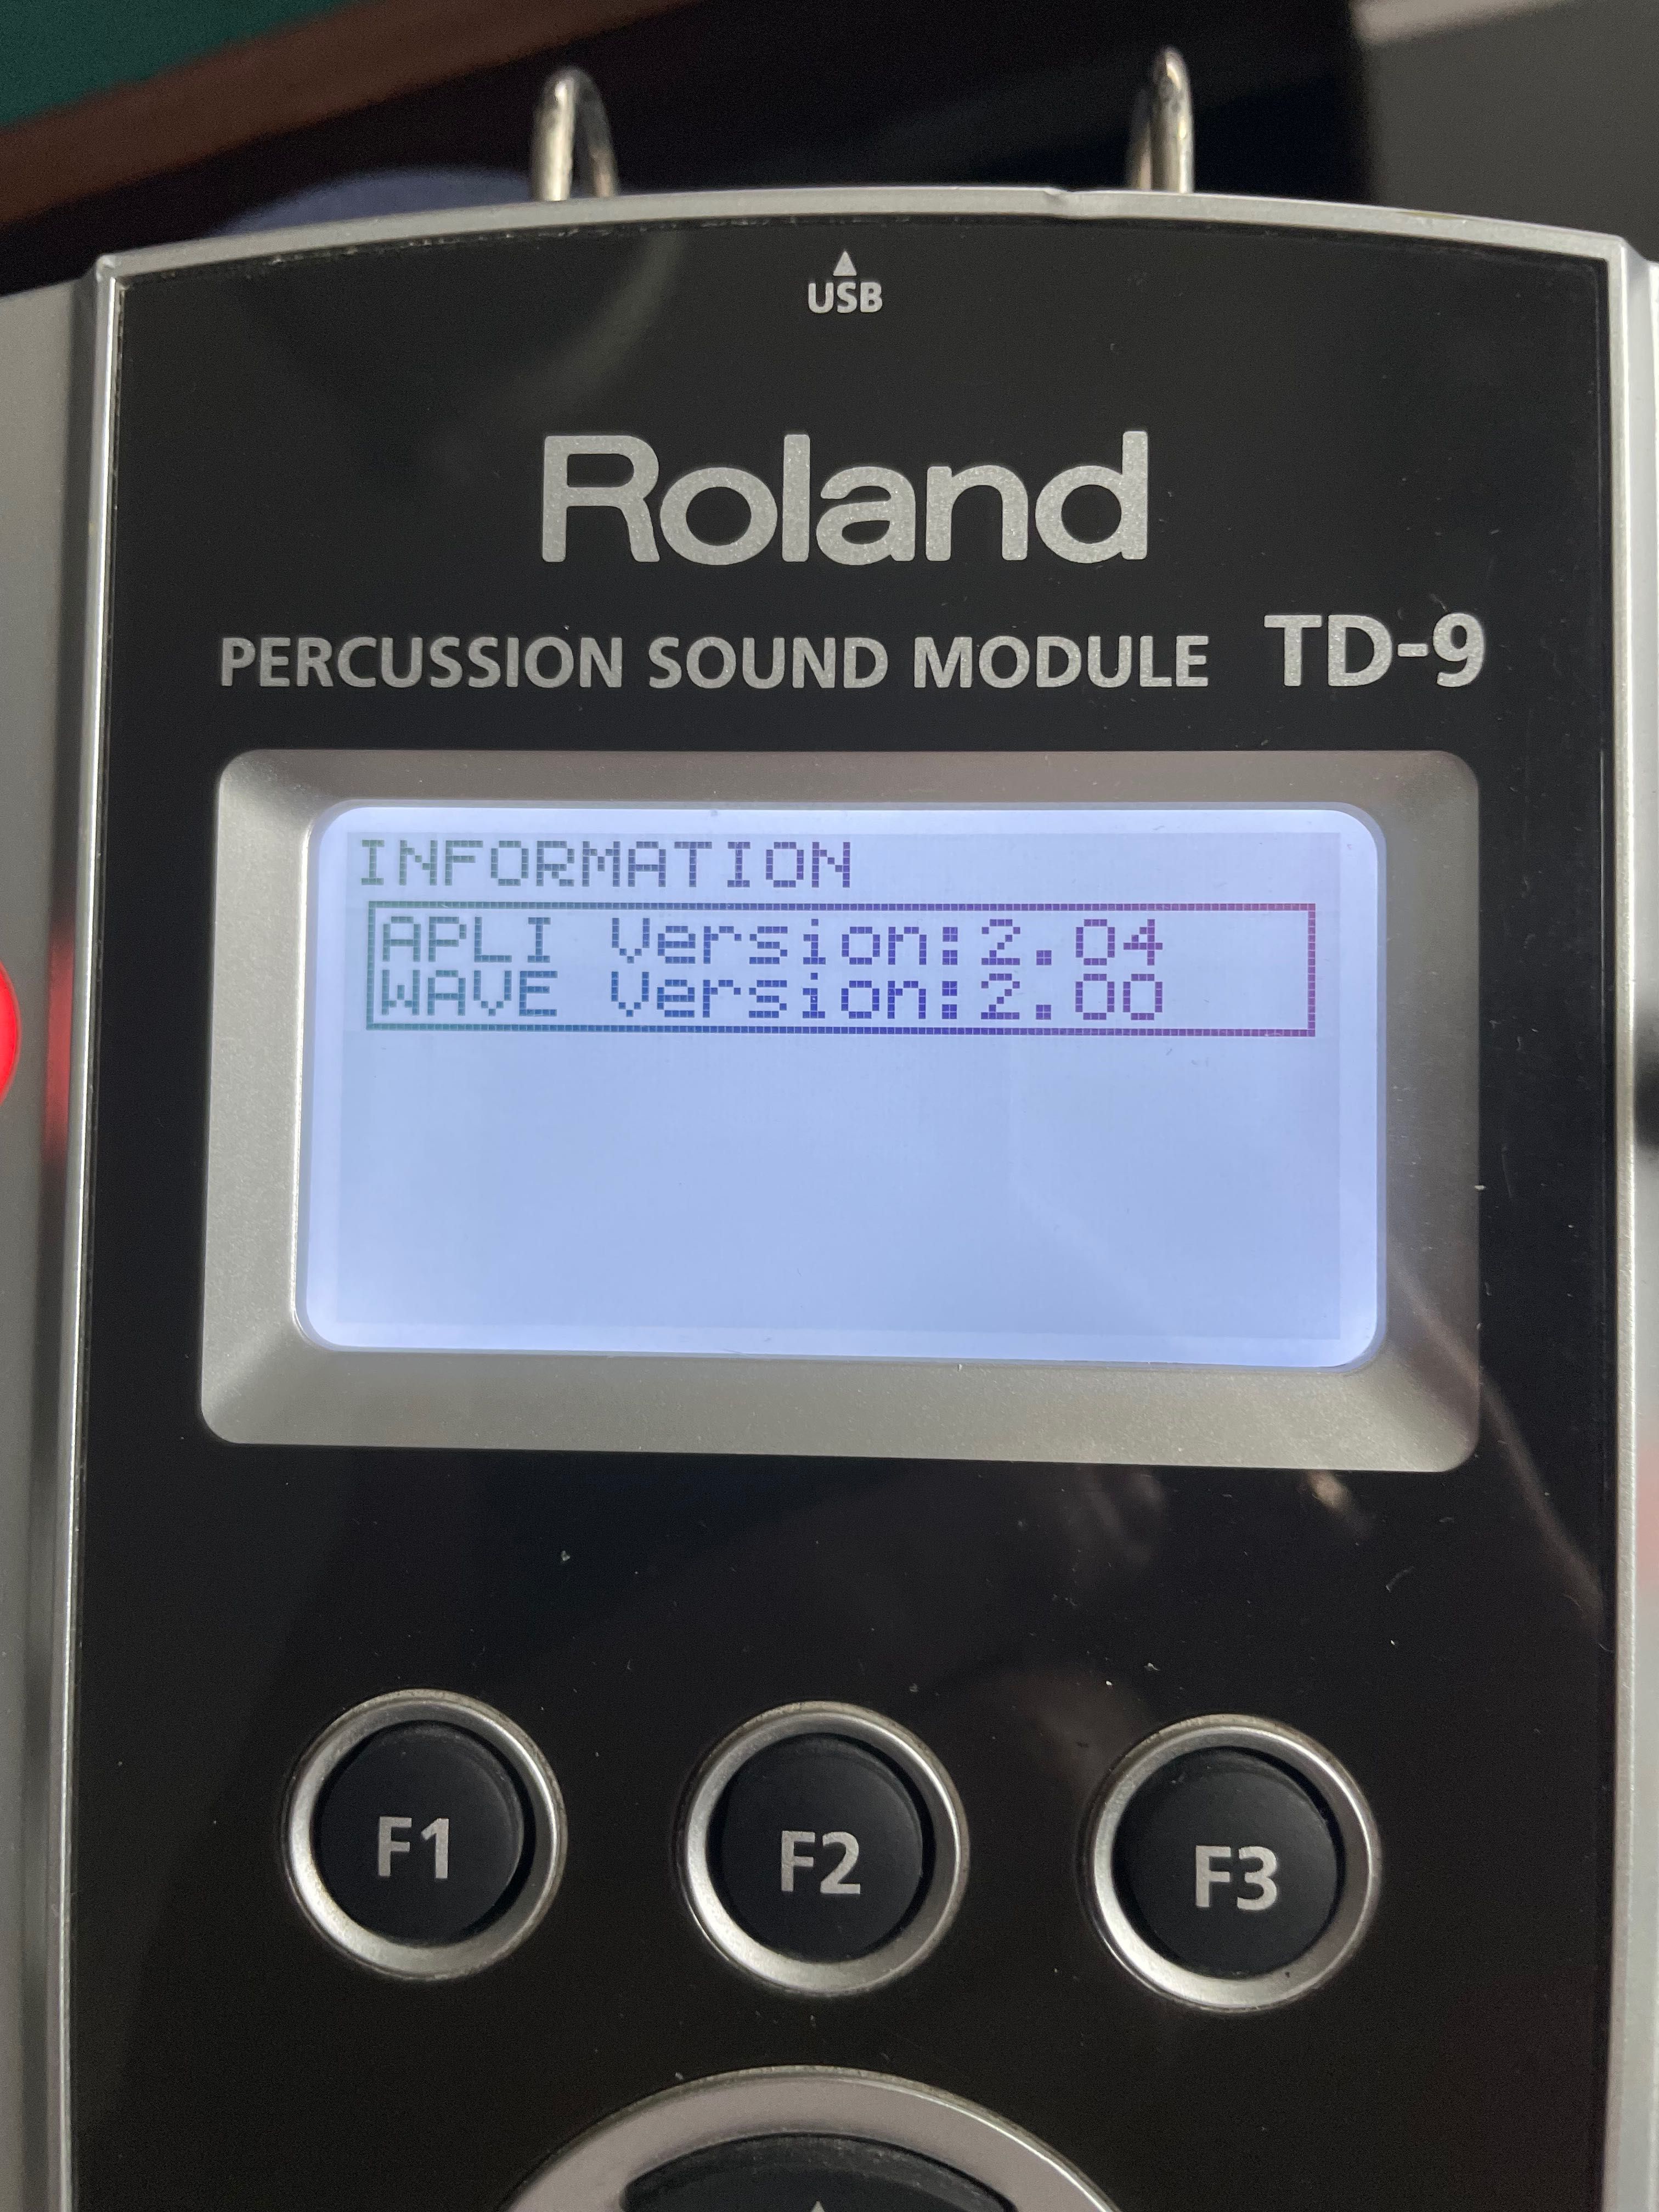 USB
Roland
PERCUSSION SOUND MODULE TD-9
INFORMATION
APLI Version:2.04
WAVE Version:2.00
F1 F2 F3